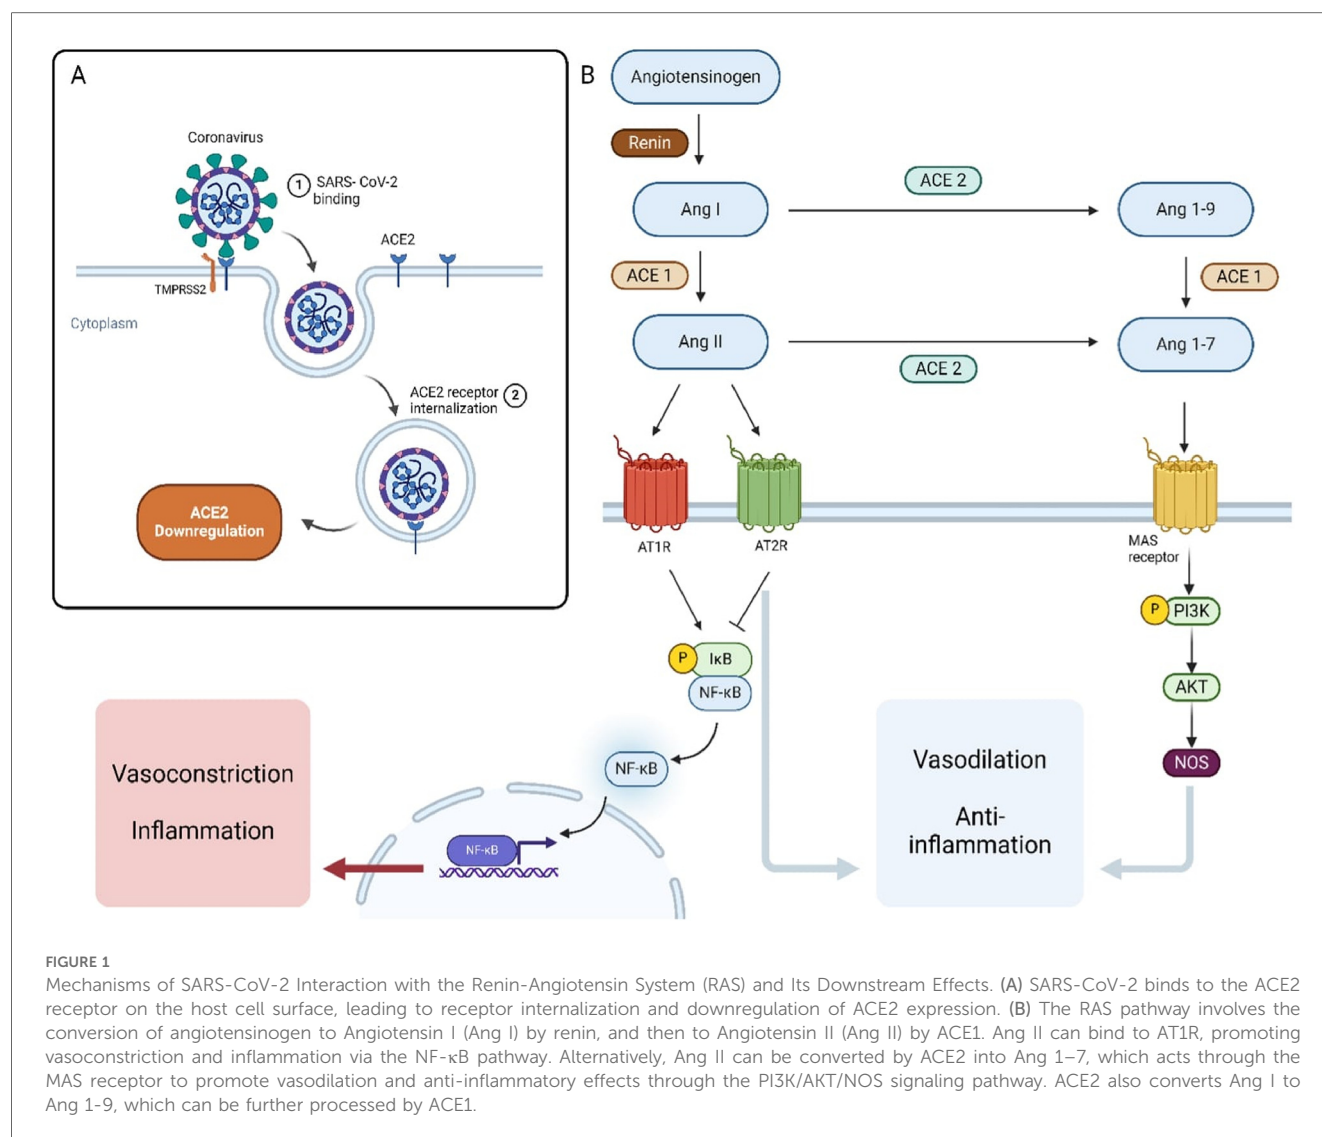 A
Coronavirus
1
SARS- CoV-2
binding
ACE2
TMPRSS2
Cytoplasm
ACE2 receptor
internalization
2
ACE2
Downregulation
B
Angiotensinogen
Renin
Ang I
ACE 2
Ang 1-9
ACE 1
ACE 1
Ang II
ACE 2
Ang 1-7
AT1R
AT2R
MAS
receptor
P
PI3K
P
IκB
NF-κB
AKT
NF-κB
NOS
NF-κB
Vasoconstriction
Inflammation
Vasodilation
Anti-
inflammation
FIGURE 1
Mechanisms of SARS-CoV-2 Interaction with the Renin-Angiotensin System (RAS) and Its Downstream Effects. (A) SARS-CoV-2 binds to the ACE2
receptor on the host cell surface, leading to receptor internalization and downregulation of ACE2 expression. (B) The RAS pathway involves the
conversion of angiotensinogen to Angiotensin I (Ang I) by renin, and then to Angiotensin II (Ang II) by ACE1. Ang II can bind to AT1R, promoting
vasoconstriction and inflammation via the NF-κB pathway. Alternatively, Ang II can be converted by ACE2 into Ang 1–7, which acts through the
MAS receptor to promote vasodilation and anti-inflammatory effects through the PI3K/AKT/NOS signaling pathway. ACE2 also converts Ang I to
Ang 1-9, which can be further processed by ACE1.